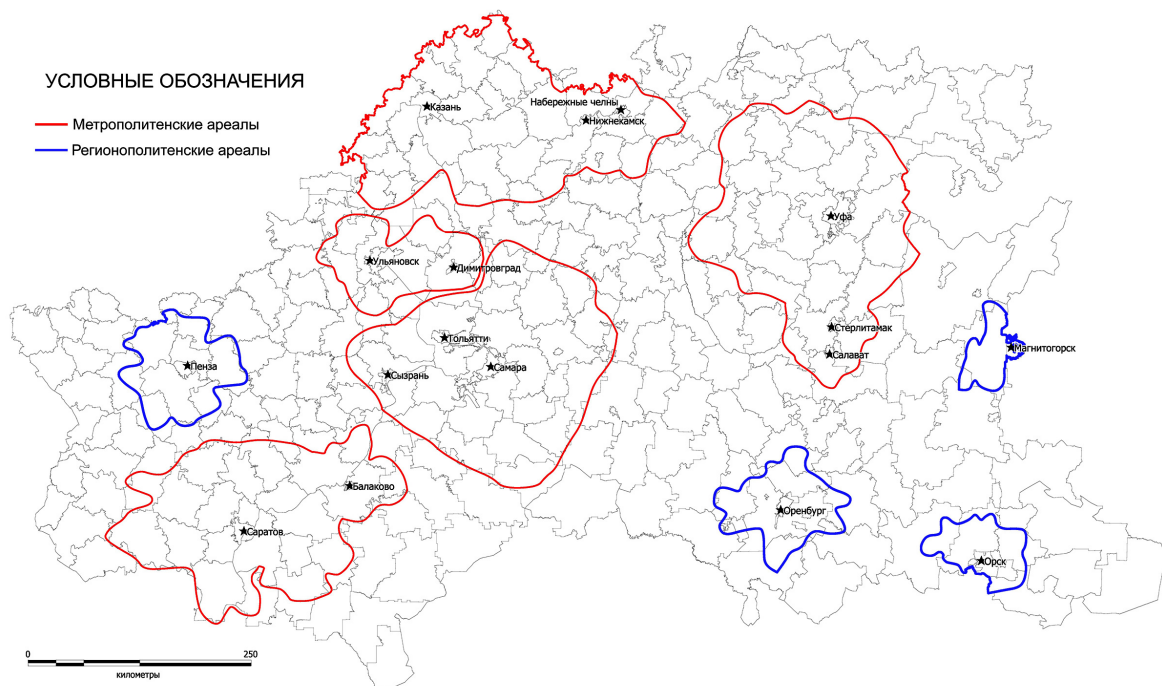 УСЛОВНЫЕ ОБОЗНАЧЕНИЯ
Метрополитенские ареалы
Регионополитенские ареалы
Казань
Набережные челны
Нижнекамск
Уфа
Ульяновск
Димитровград
Стерлитамак
Тольятти
Магнитогорск
Салават
Пенза
Сызрань
Самара
Балаково
Оренбург
Саратов
Орск
0 250
километры